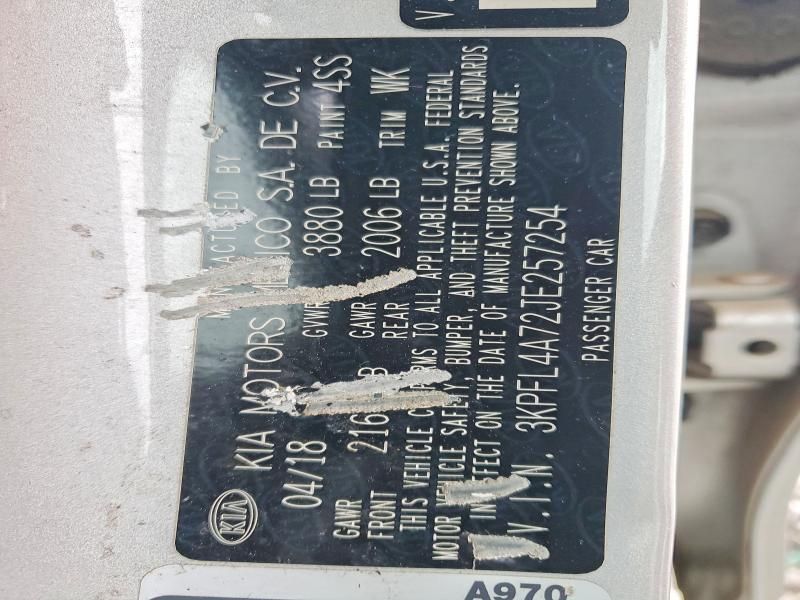 KIA
KIA MOTORS MEXICO S.A. DE C.V.
04/18 GVWR 3880 LB PAINT 4SS
GAWR FRONT GAWR REAR 2006 LB TRIM WK
THIS VEHICLE CONFORMS TO ALL APPLICABLE U.S.A. FEDERAL
MOTOR VEHICLE SAFETY, BUMPER, AND THEFT PREVENTION STANDARDS
IN EFFECT ON THE DATE OF MANUFACTURE SHOWN ABOVE.
V.I.N. 3KPFL4A72JE257254
PASSENGER CAR
A970